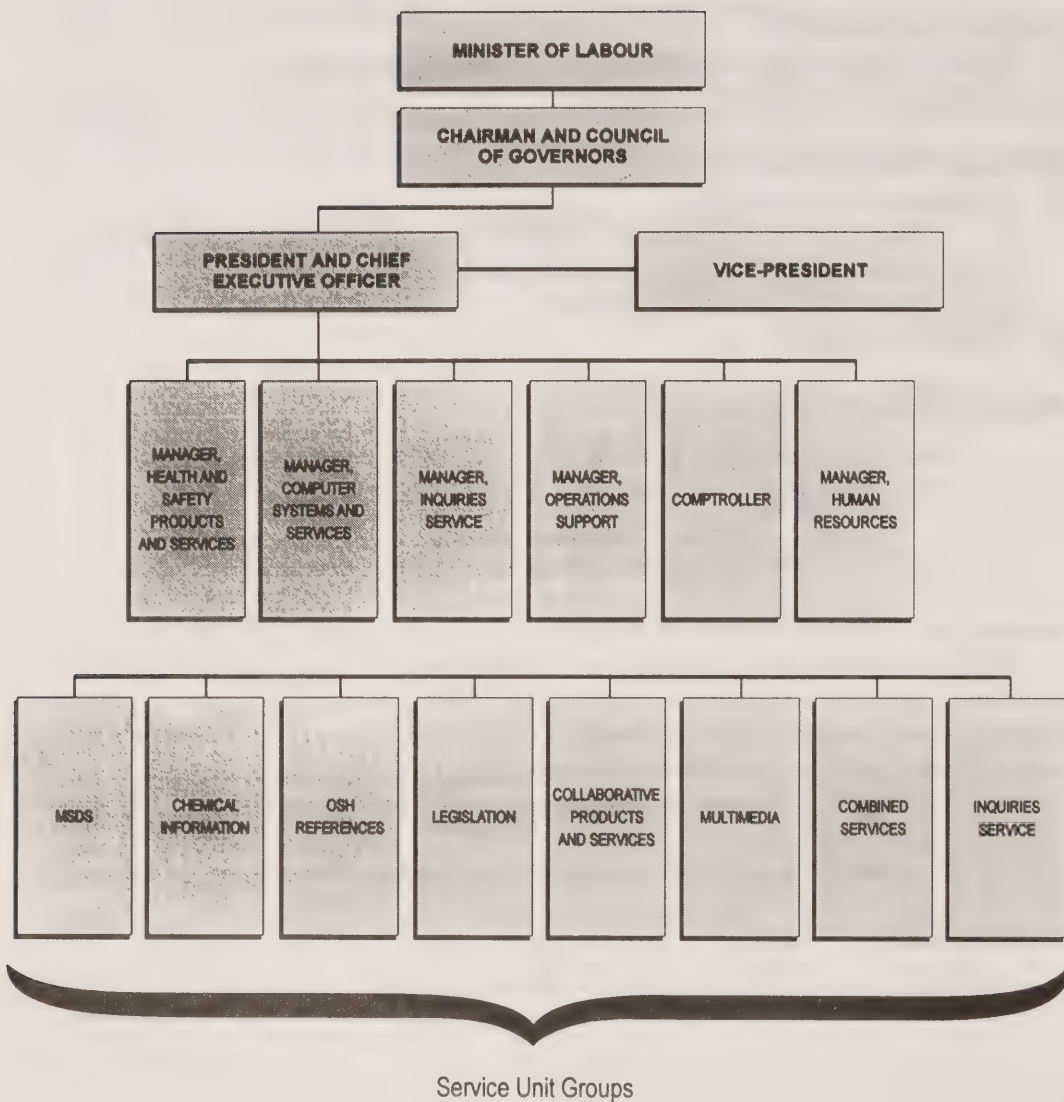 MINISTER OF LABOUR
CHAIRMAN AND COUNCIL
OF GOVERNORS
PRESIDENT AND CHIEF
EXECUTIVE OFFICER
VICE-PRESIDENT
MANAGER,
HEALTH AND
SAFETY
PRODUCTS
AND SERVICES
MANAGER,
COMPUTER
SYSTEMS AND
SERVICES
MANAGER,
INQUIRIES
SERVICE
MANAGER,
OPERATIONS
SUPPORT
COMPTROLLER
MANAGER,
HUMAN
RESOURCES
MSDS
CHEMICAL
INFORMATION
OSH
REFERENCES
LEGISLATION
COLLABORATIVE
PRODUCTS
AND SERVICES
MULTIMEDIA
COMBINED
SERVICES
INQUIRIES
SERVICE
Service Unit Groups